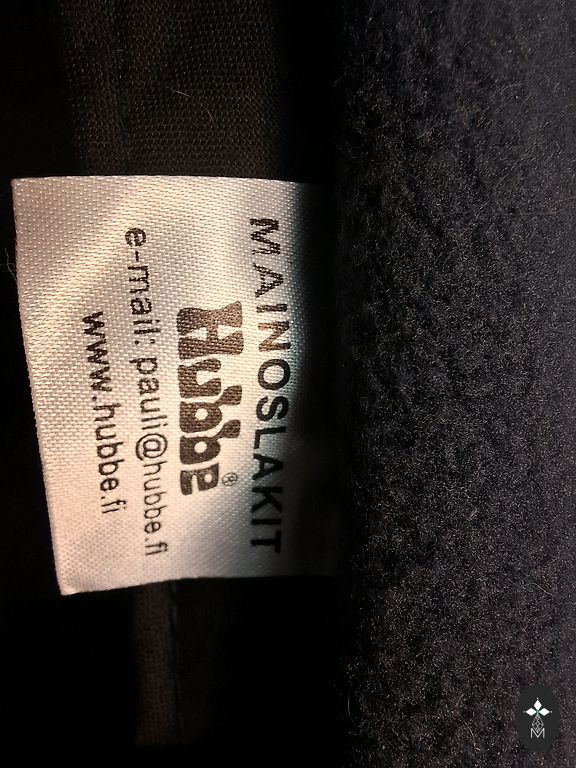 MAINOSLAKIT
Hubbe®
e-mail: pauli@hubbe.fi
www.hubbe.fi
M